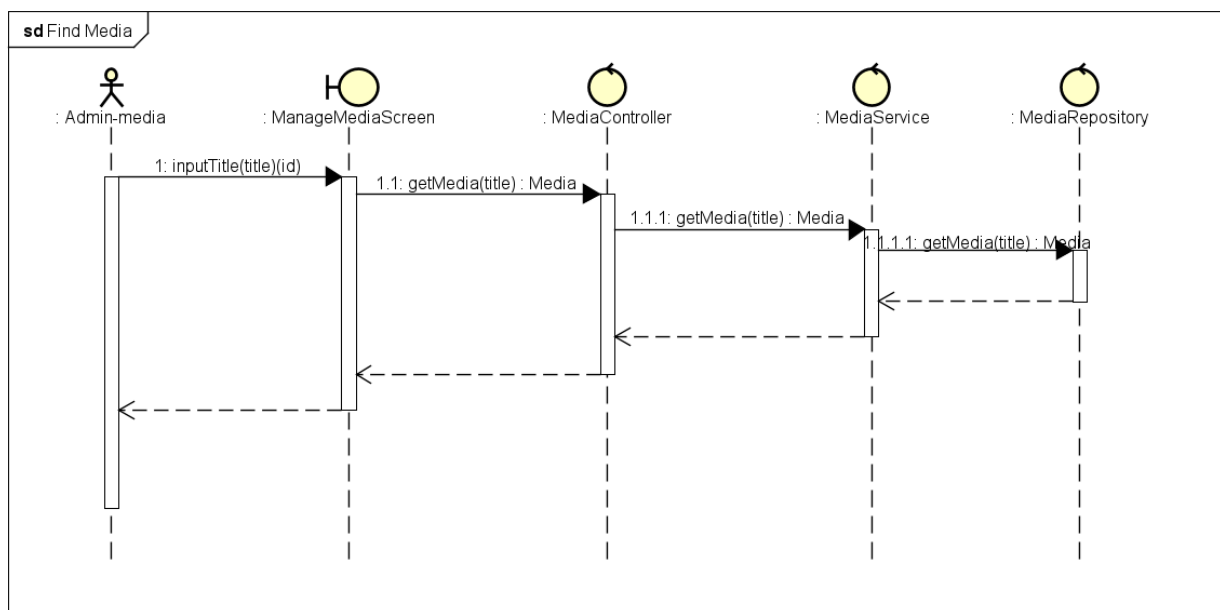 sd Find Media
: Admin-media
: ManageMediaScreen
: MediaController
: MediaService
: MediaRepository
1: inputTitle(title)(id)
1.1: getMedia(title) : Media
1.1.1: getMedia(title) : Media
1.1.1.1: getMedia(title) : Media